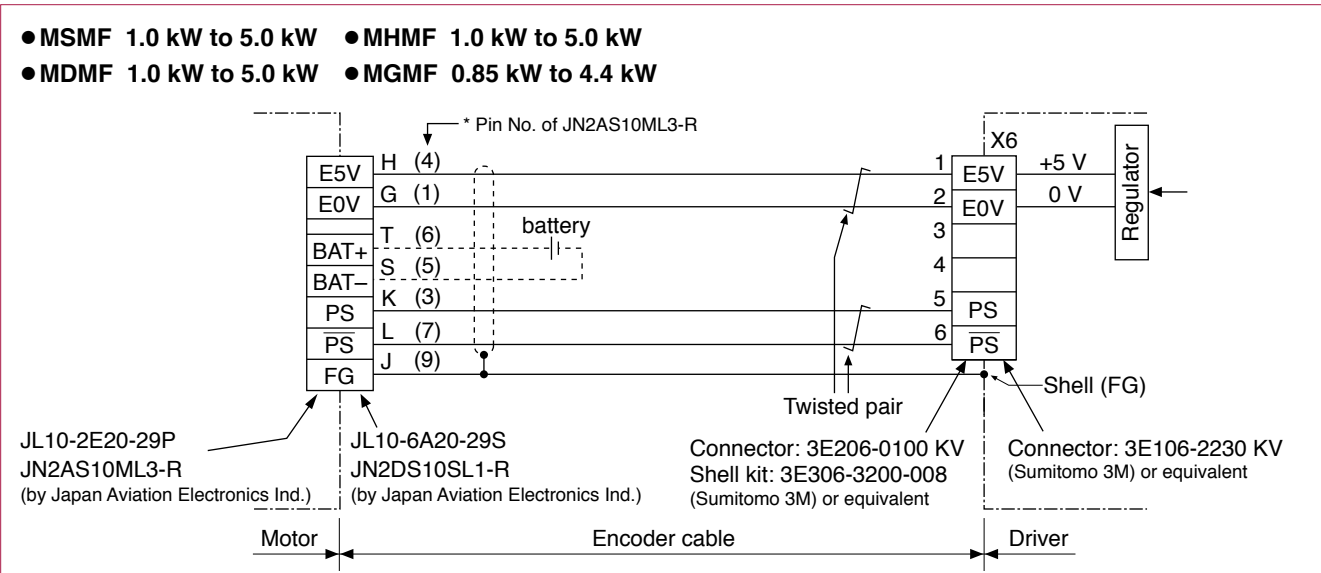 ●MSMF 1.0 kW to 5.0 kW ●MHMF 1.0 kW to 5.0 kW
●MDMF 1.0 kW to 5.0 kW ●MGMF 0.85 kW to 4.4 kW
* Pin No. of JN2AS10ML3-R
X6
E5V H (4) 1 E5V +5 V
E0V G (1) 2 E0V 0 V
Regulator
battery
3
BAT+ T (6)
4
BAT– S (5)
PS K (3) 5 PS
P̅S̅ L (7) 6 P̅S̅
FG J (9)
Shell (FG)
Twisted pair
JL10-2E20-29P
JN2AS10ML3-R
(by Japan Aviation Electronics Ind.)
JL10-6A20-29S
JN2DS10SL1-R
(by Japan Aviation Electronics Ind.)
Connector: 3E206-0100 KV
Shell kit: 3E306-3200-008
(Sumitomo 3M) or equivalent
Connector: 3E106-2230 KV
(Sumitomo 3M) or equivalent
Motor Encoder cable Driver